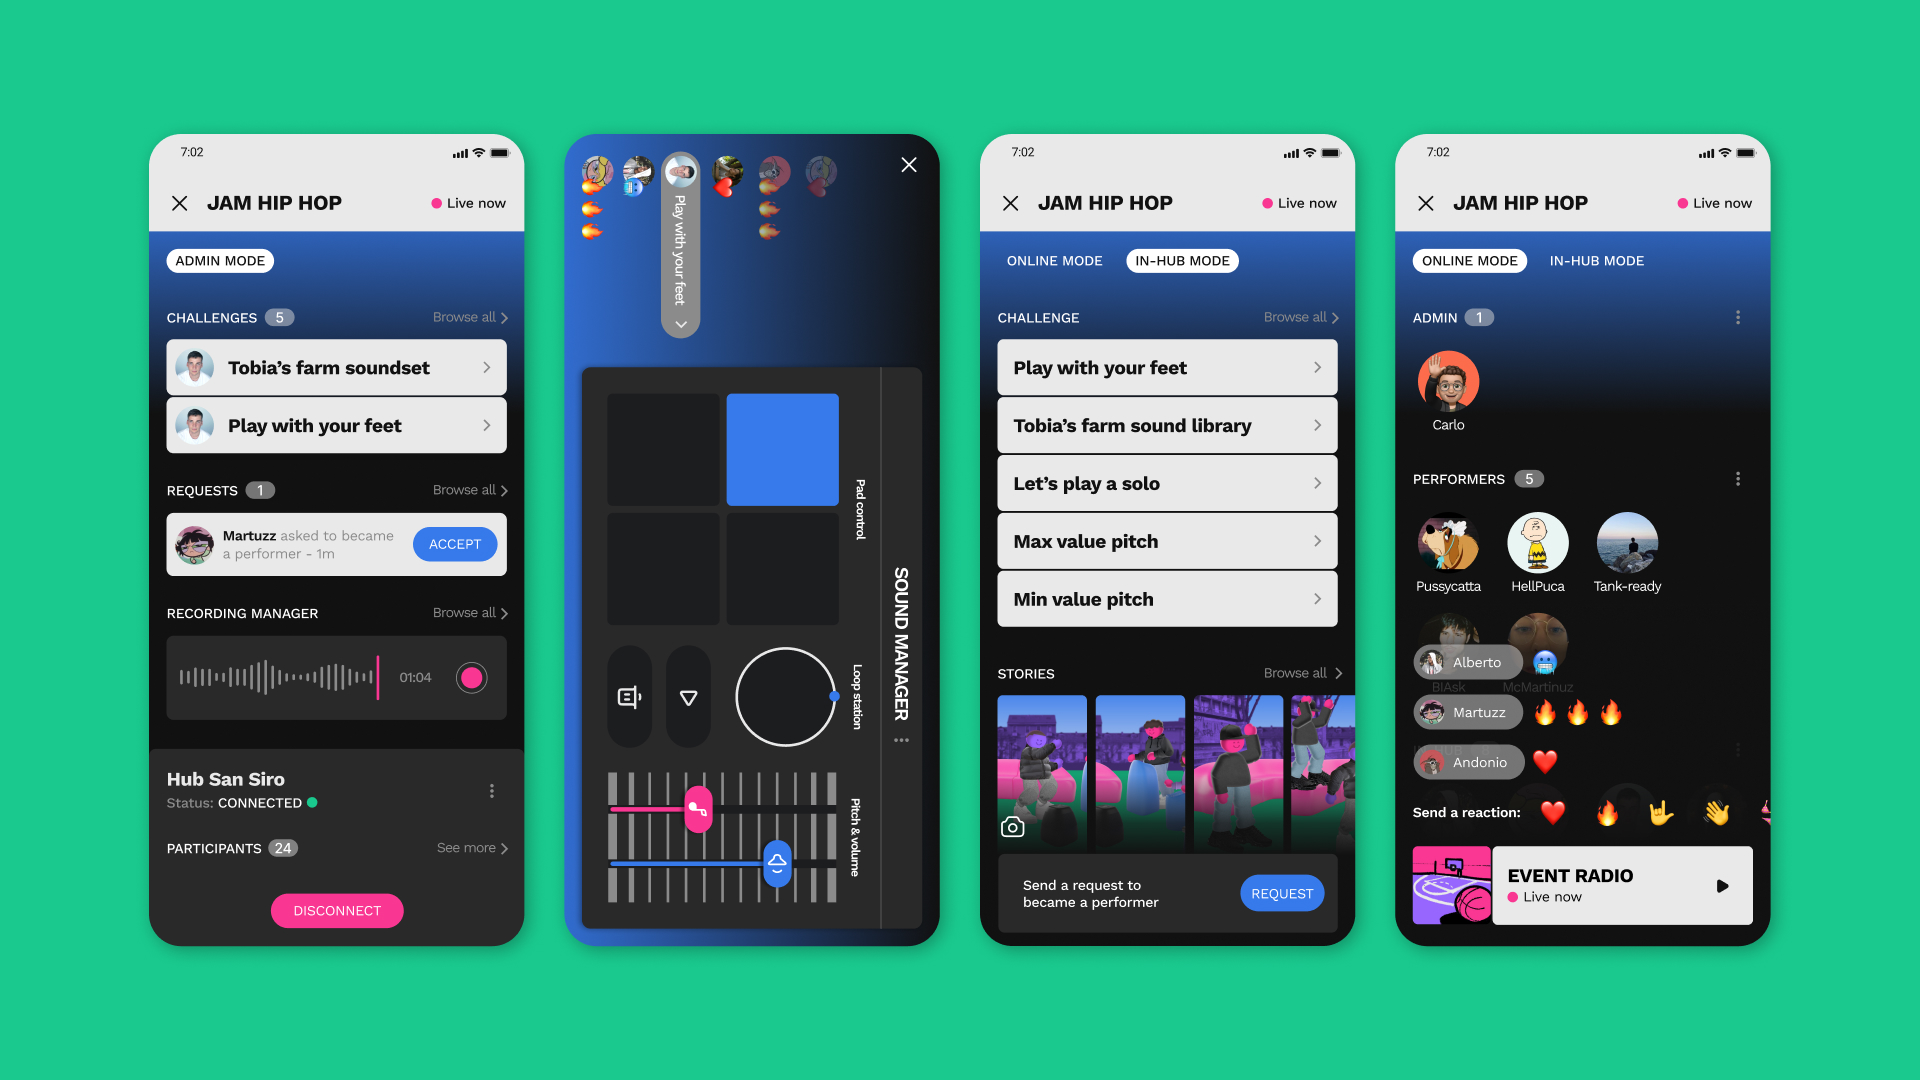 7:02
JAM HIP HOP
Live now
ADMIN MODE
CHALLENGES 5
Browse all
Tobia's farm soundset
Play with your feet
REQUESTS 1
Browse all
Martuzz asked to became
a performer - 1m
ACCEPT
RECORDING MANAGER
Browse all
01:04
Hub San Siro
Status: CONNECTED
PARTICIPANTS 24
See more
DISCONNECT
Play with your feet
SOUND MANAGER
Pad control
Loop station
Pitch & volume
7:02
JAM HIP HOP
Live now
ONLINE MODE
IN-HUB MODE
CHALLENGE
Browse all
Play with your feet
Tobia's farm sound library
Let's play a solo
Max value pitch
Min value pitch
STORIES
Browse all
Send a request to
became a performer
REQUEST
7:02
JAM HIP HOP
Live now
ONLINE MODE
IN-HUB MODE
ADMIN 1
Carlo
PERFORMERS 5
Pussycatta
HellPuca
Tank-ready
Alberto
BlAsk
McMartinuz
Martuzz
Andonio
Send a reaction:
EVENT RADIO
Live now